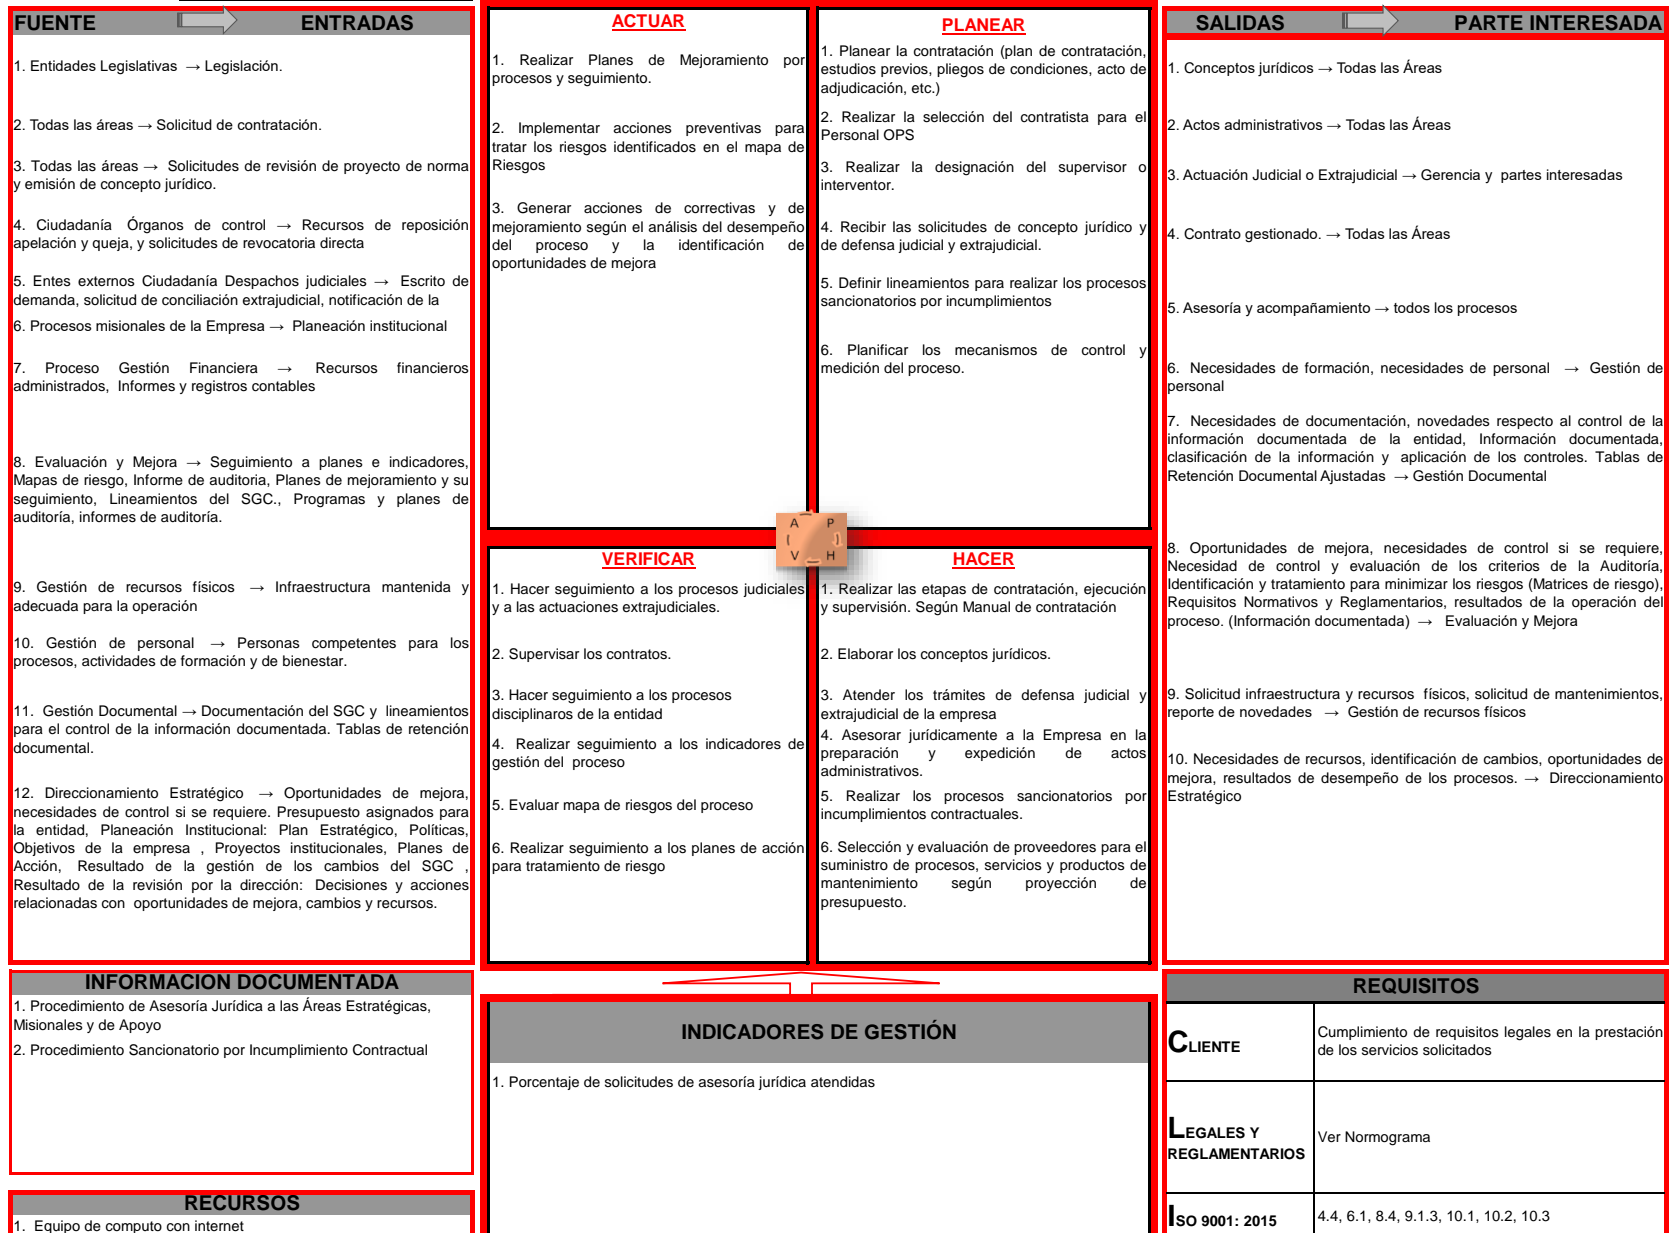 FUENTE ENTRADAS
1. Entidades Legislativas → Legislación.
2. Todas las áreas → Solicitud de contratación.
3. Todas las áreas → Solicitudes de revisión de proyecto de norma
y emisión de concepto jurídico.
4. Ciudadanía Órganos de control → Recursos de reposición
apelación y queja, y solicitudes de revocatoria directa
5. Entes externos Ciudadanía Despachos judiciales → Escrito de
demanda, solicitud de conciliación extrajudicial, notificación de la
6. Procesos misionales de la Empresa → Planeación institucional
7. Proceso Gestión Financiera → Recursos financieros
administrados, Informes y registros contables
8. Evaluación y Mejora → Seguimiento a planes e indicadores,
Mapas de riesgo, Informe de auditoria, Planes de mejoramiento y su
seguimiento, Lineamientos del SGC., Programas y planes de
auditoría, informes de auditoría.
9. Gestión de recursos físicos → Infraestructura mantenida y
adecuada para la operación
10. Gestión de personal → Personas competentes para los
procesos, actividades de formación y de bienestar.
11. Gestión Documental → Documentación del SGC y lineamientos
para el control de la información documentada. Tablas de retención
documental.
12. Direccionamiento Estratégico → Oportunidades de mejora,
necesidades de control si se requiere. Presupuesto asignados para
la entidad, Planeación Institucional: Plan Estratégico, Políticas,
Objetivos de la empresa , Proyectos institucionales, Planes de
Acción, Resultado de la gestión de los cambios del SGC ,
Resultado de la revisión por la dirección: Decisiones y acciones
relacionadas con oportunidades de mejora, cambios y recursos.
ACTUAR
1. Realizar Planes de Mejoramiento por
procesos y seguimiento.
2. Implementar acciones preventivas para
tratar los riesgos identificados en el mapa de
Riesgos
3. Generar acciones de correctivas y de
mejoramiento según el análisis del desempeño
del proceso y la identificación de
oportunidades de mejora
PLANEAR
1. Planear la contratación (plan de contratación,
estudios previos, pliegos de condiciones, acto de
adjudicación, etc.)
2. Realizar la selección del contratista para el
Personal OPS
3. Realizar la designación del supervisor o
interventor.
4. Recibir las solicitudes de concepto jurídico y
de defensa judicial y extrajudicial.
5. Definir lineamientos para realizar los procesos
sancionatorios por incumplimientos
6. Planificar los mecanismos de control y
medición del proceso.
A P
V H
VERIFICAR
1. Hacer seguimiento a los procesos judiciales
y a las actuaciones extrajudiciales.
2. Supervisar los contratos.
3. Hacer seguimiento a los procesos
disciplinaros de la entidad
4. Realizar seguimiento a los indicadores de
gestión del proceso
5. Evaluar mapa de riesgos del proceso
6. Realizar seguimiento a los planes de acción
para tratamiento de riesgo
HACER
1. Realizar las etapas de contratación, ejecución
y supervisión. Según Manual de contratación
2. Elaborar los conceptos jurídicos.
3. Atender los trámites de defensa judicial y
extrajudicial de la empresa
4. Asesorar jurídicamente a la Empresa en la
preparación y expedición de actos
administrativos.
5. Realizar los procesos sancionatorios por
incumplimientos contractuales.
6. Selección y evaluación de proveedores para el
suministro de procesos, servicios y productos de
mantenimiento según proyección de
presupuesto.
SALIDAS PARTE INTERESADA
1. Conceptos jurídicos → Todas las Áreas
2. Actos administrativos → Todas las Áreas
3. Actuación Judicial o Extrajudicial → Gerencia y partes interesadas
4. Contrato gestionado. → Todas las Áreas
5. Asesoría y acompañamiento → todos los procesos
6. Necesidades de formación, necesidades de personal → Gestión de
personal
7. Necesidades de documentación, novedades respecto al control de la
información documentada de la entidad, Información documentada,
clasificación de la información y aplicación de los controles. Tablas de
Retención Documental Ajustadas → Gestión Documental
8. Oportunidades de mejora, necesidades de control si se requiere,
Necesidad de control y evaluación de los criterios de la Auditoría,
Identificación y tratamiento para minimizar los riesgos (Matrices de riesgo),
Requisitos Normativos y Reglamentarios, resultados de la operación del
proceso. (Información documentada) → Evaluación y Mejora
9. Solicitud infraestructura y recursos físicos, solicitud de mantenimientos,
reporte de novedades → Gestión de recursos físicos
10. Necesidades de recursos, identificación de cambios, oportunidades de
mejora, resultados de desempeño de los procesos. → Direccionamiento
Estratégico
INFORMACION DOCUMENTADA
1. Procedimiento de Asesoría Jurídica a las Áreas Estratégicas,
Misionales y de Apoyo
2. Procedimiento Sancionatorio por Incumplimiento Contractual
RECURSOS
1. Equipo de computo con internet
INDICADORES DE GESTIÓN
1. Porcentaje de solicitudes de asesoría jurídica atendidas
REQUISITOS
CLIENTE
Cumplimiento de requisitos legales en la prestación
de los servicios solicitados
LEGALES Y
REGLAMENTARIOS
Ver Normograma
ISO 9001: 2015
4.4, 6.1, 8.4, 9.1.3, 10.1, 10.2, 10.3